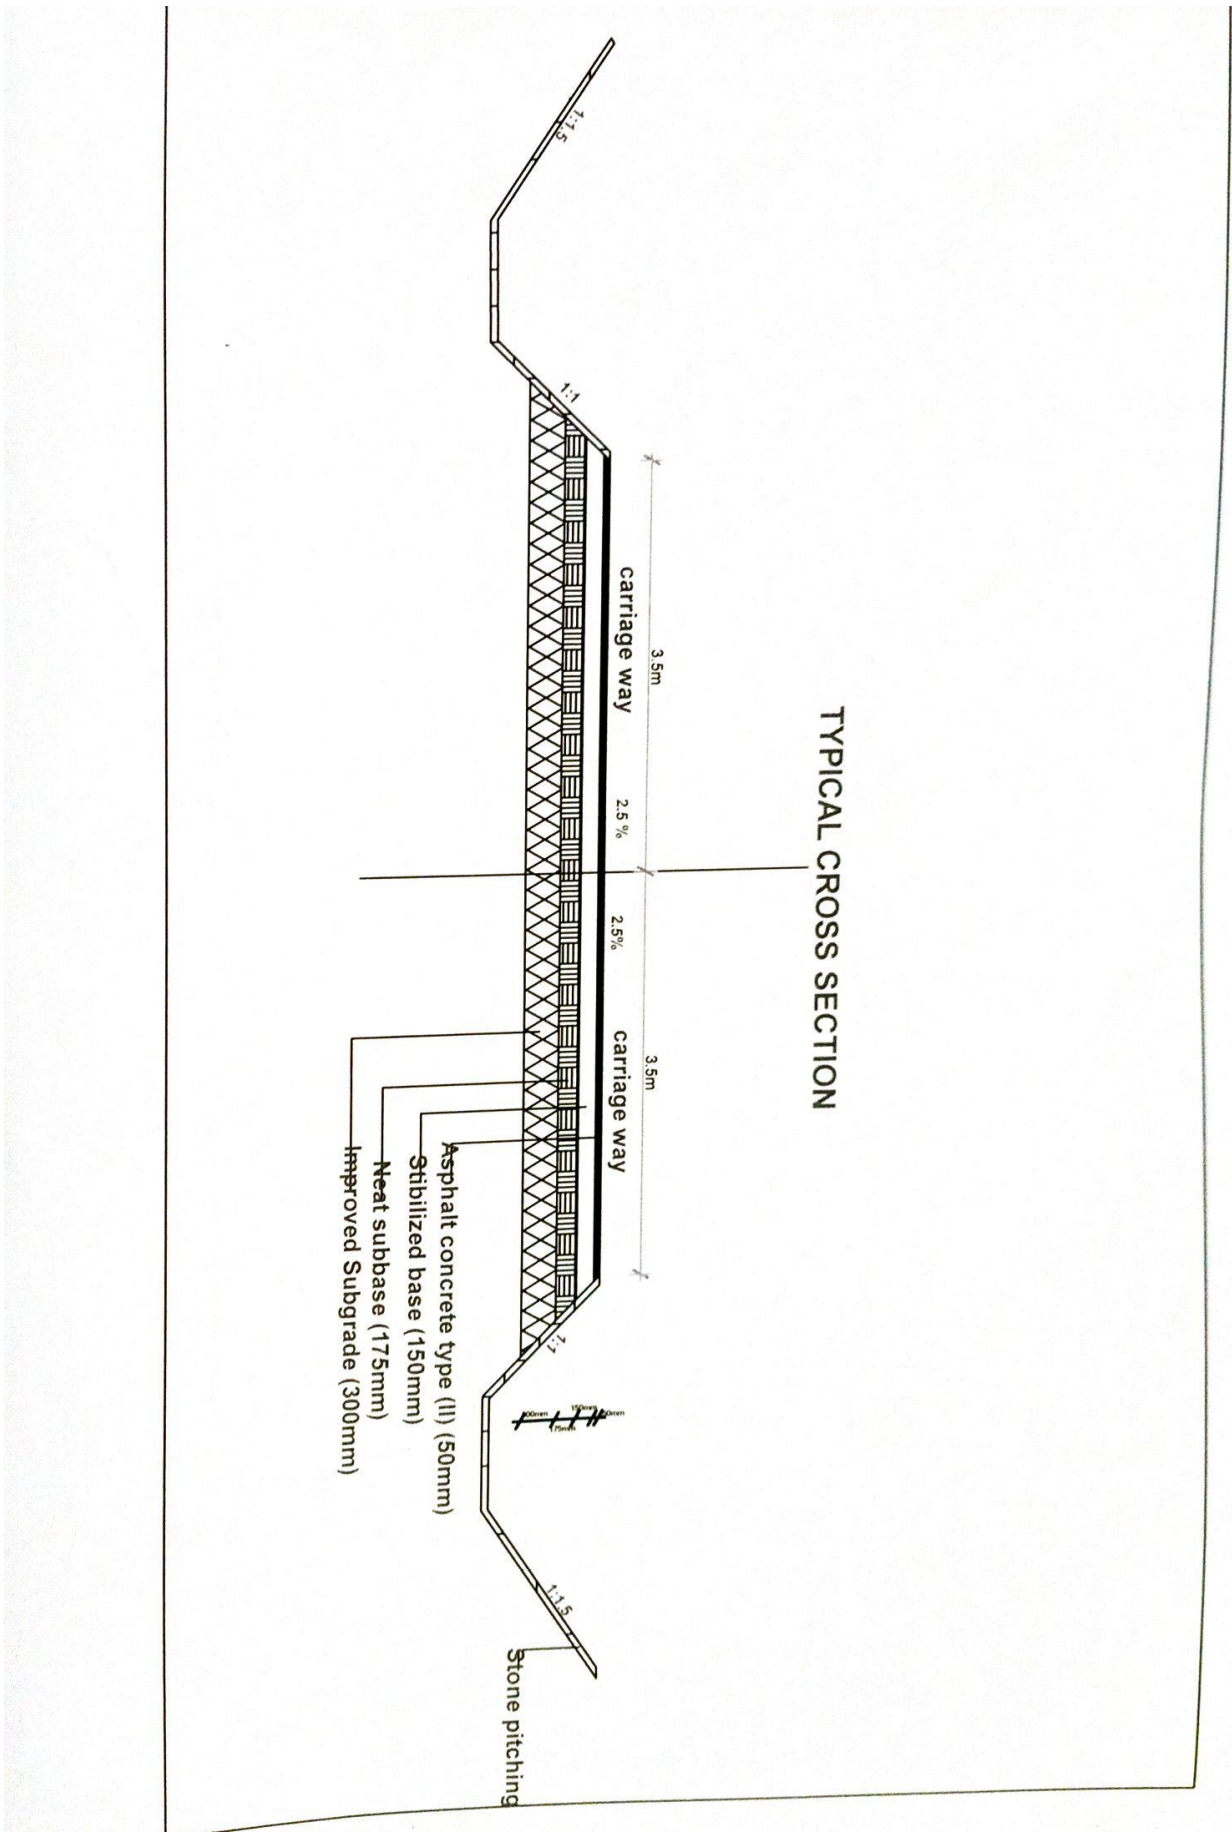 TYPICAL CROSS SECTION
3.5m
3.5m
carriage way
2.5 %
2.5%
carriage way
1:1.5
1:1
1:1
1:1.5
150mm
175mm
Asphalt concrete type (II) (50mm)
Stibilized base (150mm)
Neat subbase (175mm)
Improved Subgrade (300mm)
Stone pitching